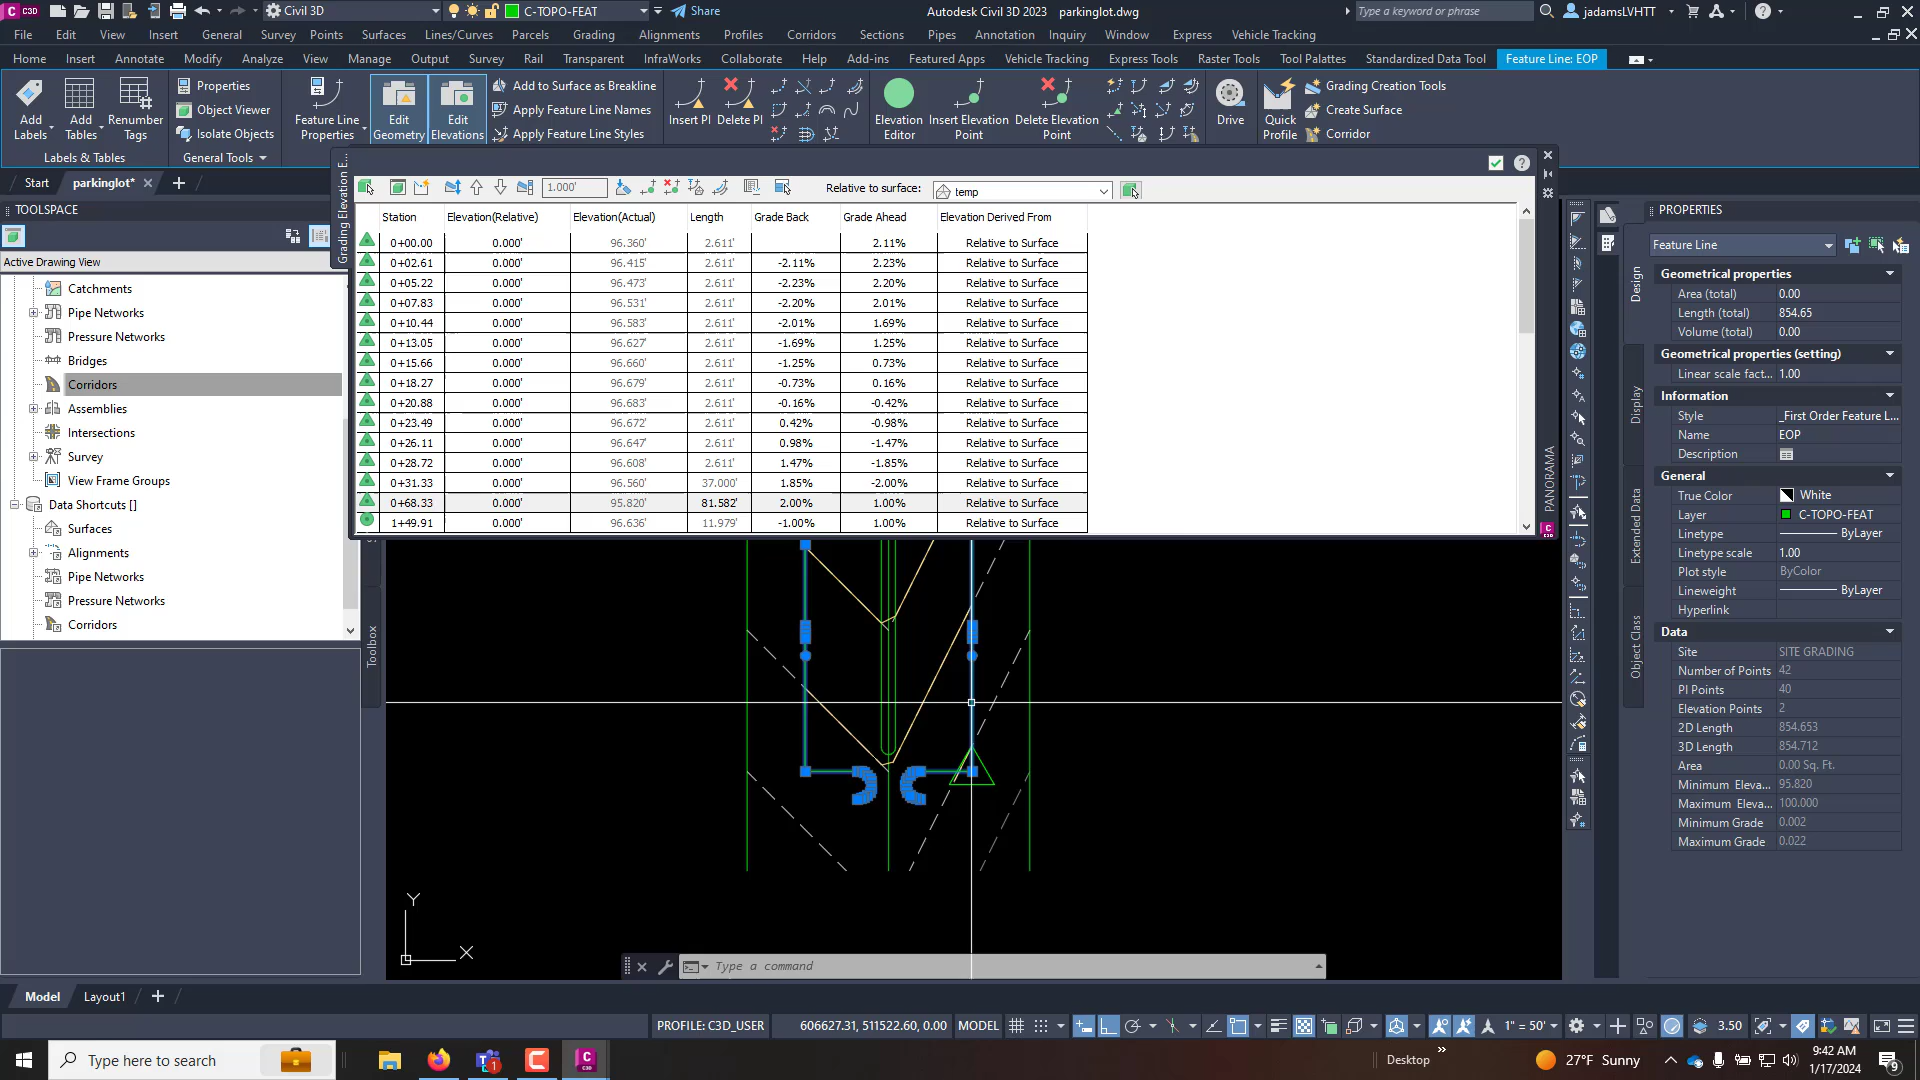 C3D
Civil 3D
C-TOPO-FEAT
Share
Autodesk Civil 3D 2023 parkinglot.dwg
Type a keyword or phrase
jadamsLVHTT
File Edit View Insert General Survey Points Surfaces Lines/Curves Parcels Grading Alignments Profiles Corridors Sections Pipes Annotation Inquiry Window Express Vehicle Tracking
Home Insert Annotate Modify Analyze View Manage Output Survey Rail Transparent InfraWorks Collaborate Help Add-ins Featured Apps Vehicle Tracking Express Tools Raster Tools Tool Palettes Standardized Data Tool Feature Line: EOP
Add Labels
Add Tables
Renumber Tags
Labels & Tables
Properties
Object Viewer
Isolate Objects
General Tools
Feature Line Properties
Edit Geometry
Edit Elevations
Add to Surface as Breakline
Apply Feature Line Names
Apply Feature Line Styles
Insert PI
Delete PI
Elevation Editor
Insert Elevation Point
Delete Elevation Point
Drive
Quick Profile
Grading Creation Tools
Create Surface
Corridor
Start parkinglot*
TOOLSPACE
Active Drawing View
Catchments
Pipe Networks
Pressure Networks
Bridges
Corridors
Assemblies
Intersections
Survey
View Frame Groups
Data Shortcuts []
Surfaces
Alignments
Pipe Networks
Pressure Networks
Corridors
Toolbox
Grading Elevation E...
1.000'
Relative to surface: temp
Station Elevation(Relative) Elevation(Actual) Length Grade Back Grade Ahead Elevation Derived From
0+00.00 0.000' 96.360' 2.611' 2.11% Relative to Surface
0+02.61 0.000' 96.415' 2.611' -2.11% 2.23% Relative to Surface
0+05.22 0.000' 96.473' 2.611' -2.23% 2.20% Relative to Surface
0+07.83 0.000' 96.531' 2.611' -2.20% 2.01% Relative to Surface
0+10.44 0.000' 96.583' 2.611' -2.01% 1.69% Relative to Surface
0+13.05 0.000' 96.627' 2.611' -1.69% 1.25% Relative to Surface
0+15.66 0.000' 96.660' 2.611' -1.25% 0.73% Relative to Surface
0+18.27 0.000' 96.679' 2.611' -0.73% 0.16% Relative to Surface
0+20.88 0.000' 96.683' 2.611' -0.16% -0.42% Relative to Surface
0+23.49 0.000' 96.672' 2.611' 0.42% -0.98% Relative to Surface
0+26.11 0.000' 96.647' 2.611' 0.98% -1.47% Relative to Surface
0+28.72 0.000' 96.608' 2.611' 1.47% -1.85% Relative to Surface
0+31.33 0.000' 96.560' 37.000' 1.85% -2.00% Relative to Surface
0+68.33 0.000' 95.820' 81.582' 2.00% 1.00% Relative to Surface
1+49.91 0.000' 96.636' 11.979' -1.00% 1.00% Relative to Surface
PANORAMA
PROPERTIES
Design
Display
Extended Data
Object Class
Feature Line
Geometrical properties
Area (total) 0.00
Length (total) 854.65
Volume (total) 0.00
Geometrical properties (setting)
Linear scale fact... 1.00
Information
Style _First Order Feature L...
Name EOP
Description
General
True Color White
Layer C-TOPO-FEAT
Linetype ByLayer
Linetype scale 1.00
Plot style ByColor
Lineweight ByLayer
Hyperlink
Data
Site SITE GRADING
Number of Points 42
PI Points 40
Elevation Points 2
2D Length 854.653
3D Length 854.712
Area 0.00 Sq. Ft.
Minimum Eleva... 95.820
Maximum Eleva... 100.000
Minimum Grade 0.002
Maximum Grade 0.022
Y
X
Type a command
Model Layout1
PROFILE: C3D_USER 606627.31, 511522.60, 0.00 MODEL 1" = 50' 3.50
Type here to search
Desktop
27°F Sunny
9:42 AM
1/17/2024